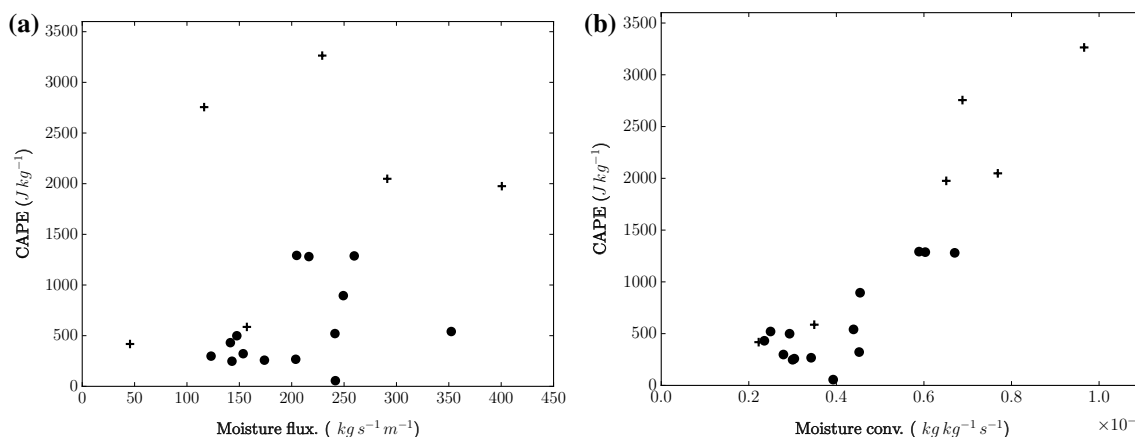 (a)
3500
3000
2500
2000
1500
1000
500
0
CAPE (J kg⁻¹)
0 50 100 150 200 250 300 350 400 450
Moisture flux. ( kg s⁻¹ m⁻¹)
(b)
3500
3000
2500
2000
1500
1000
500
0
CAPE (J kg⁻¹)
0.0 0.2 0.4 0.6 0.8 1.0
×10⁻
Moisture conv. ( kg kg⁻¹ s⁻¹)